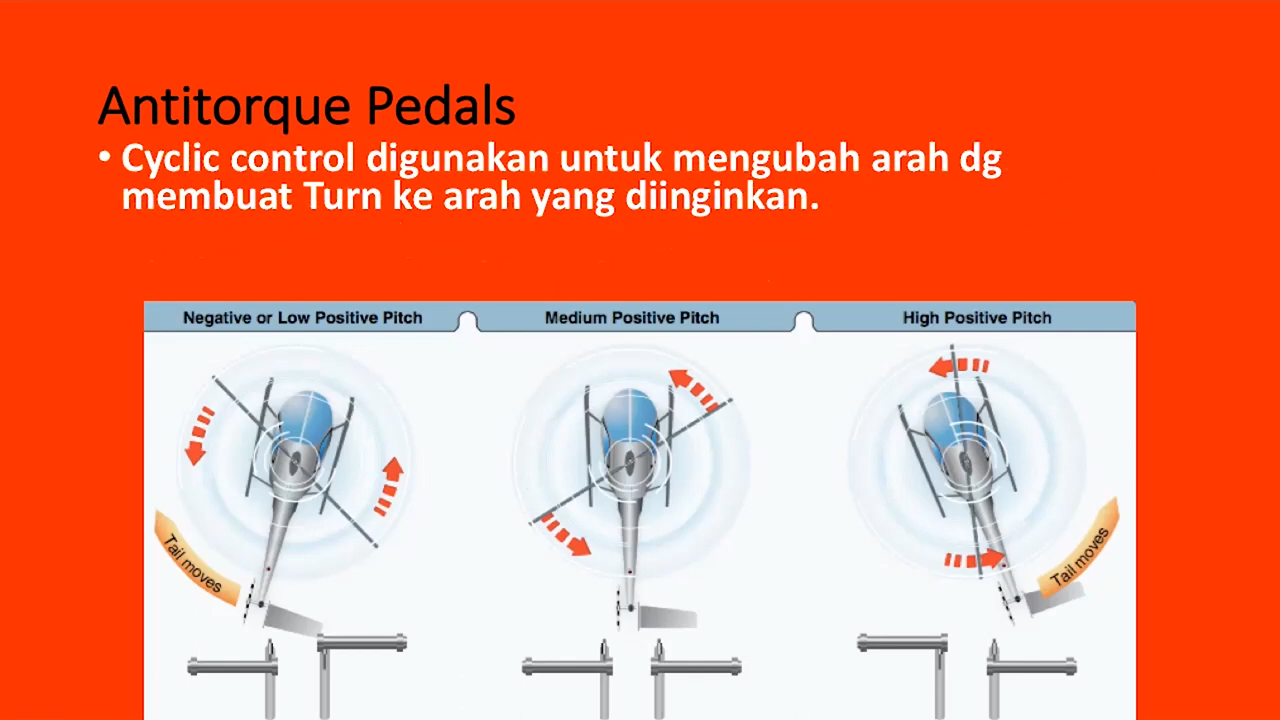 Antitorque Pedals
• Cyclic control digunakan untuk mengubah arah dg
membuat Turn ke arah yang diinginkan.
Negative or Low Positive Pitch
Medium Positive Pitch
High Positive Pitch
Tail moves
Tail moves